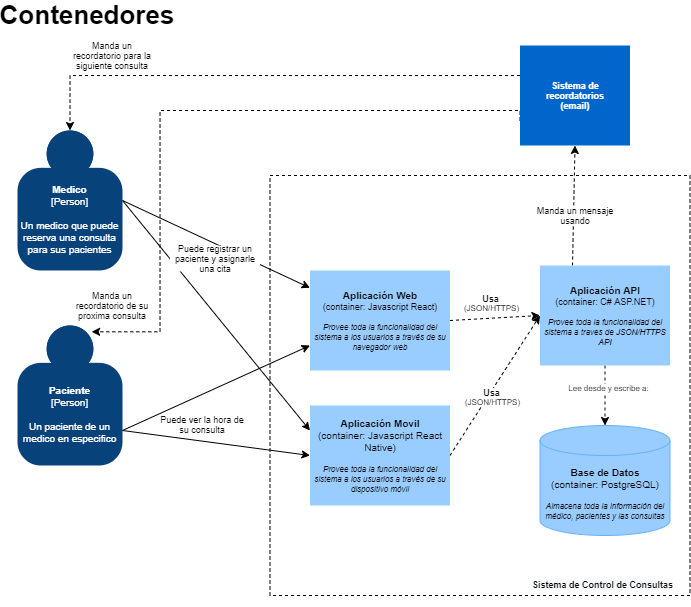 Contenedores
Manda un
recordatorio para la
siguiente consulta
Sistema de
recordatorios
(email)
Medico
[Person]
Un medico que puede
reserva una consulta
para sus pacientes
Manda un mensaje
usando
Puede registrar un
paciente y asignarle
una cita
Manda un
recordatorio de su
proxima consulta
Aplicación Web
(container: Javascript React)
Provee toda la funcionalidad del
sistema a los usuarios a través de su
navegador web
Usa
(JSON/HTTPS)
Aplicación API
(container: C# ASP.NET)
Provee toda la funcionalidad del
sistema a traves de JSON/HTTPS
API
Paciente
[Person]
Un paciente de un
medico en especifico
Puede ver la hora de
su consulta
Aplicación Movil
(container: Javascript React
Native)
Provee toda la funcionalidad del
sistema a los usuarios a través de su
dispositivo móvil
Usa
(JSON/HTTPS)
Lee desde y escribe a:
Base de Datos
(container: PostgreSQL)
Almacena toda la información del
médico, pacientes y las consultas
Sistema de Control de Consultas